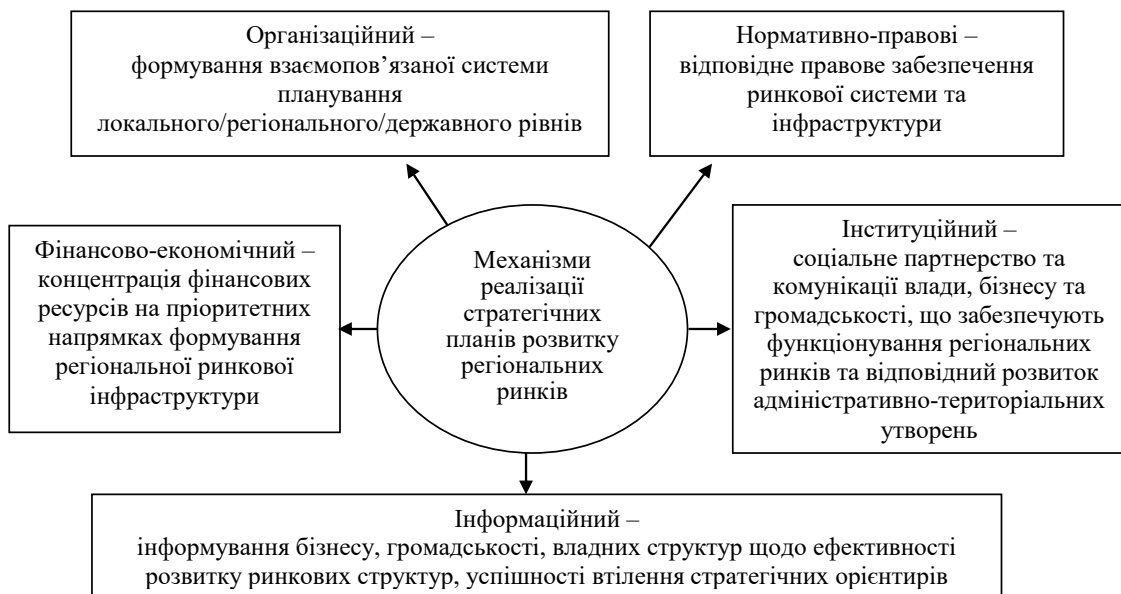 Організаційний –
формування взаємопов’язаної системи
планування
локального/регіонального/державного рівнів
Нормативно-правові –
відповідне правове забезпечення
ринкової системи та
інфраструктури
Фінансово-економічний –
концентрація фінансових
ресурсів на пріоритетних
напрямках формування
регіональної ринкової
інфраструктури
Механізми
реалізації
стратегічних
планів розвитку
регіональних
ринків
Інституційний –
соціальне партнерство та
комунікації влади, бізнесу та
громадськості, що забезпечують
функціонування регіональних
ринків та відповідний розвиток
адміністративно-територіальних
утворень
Інформаційний –
інформування бізнесу, громадськості, владних структур щодо ефективності
розвитку ринкових структур, успішності втілення стратегічних орієнтирів